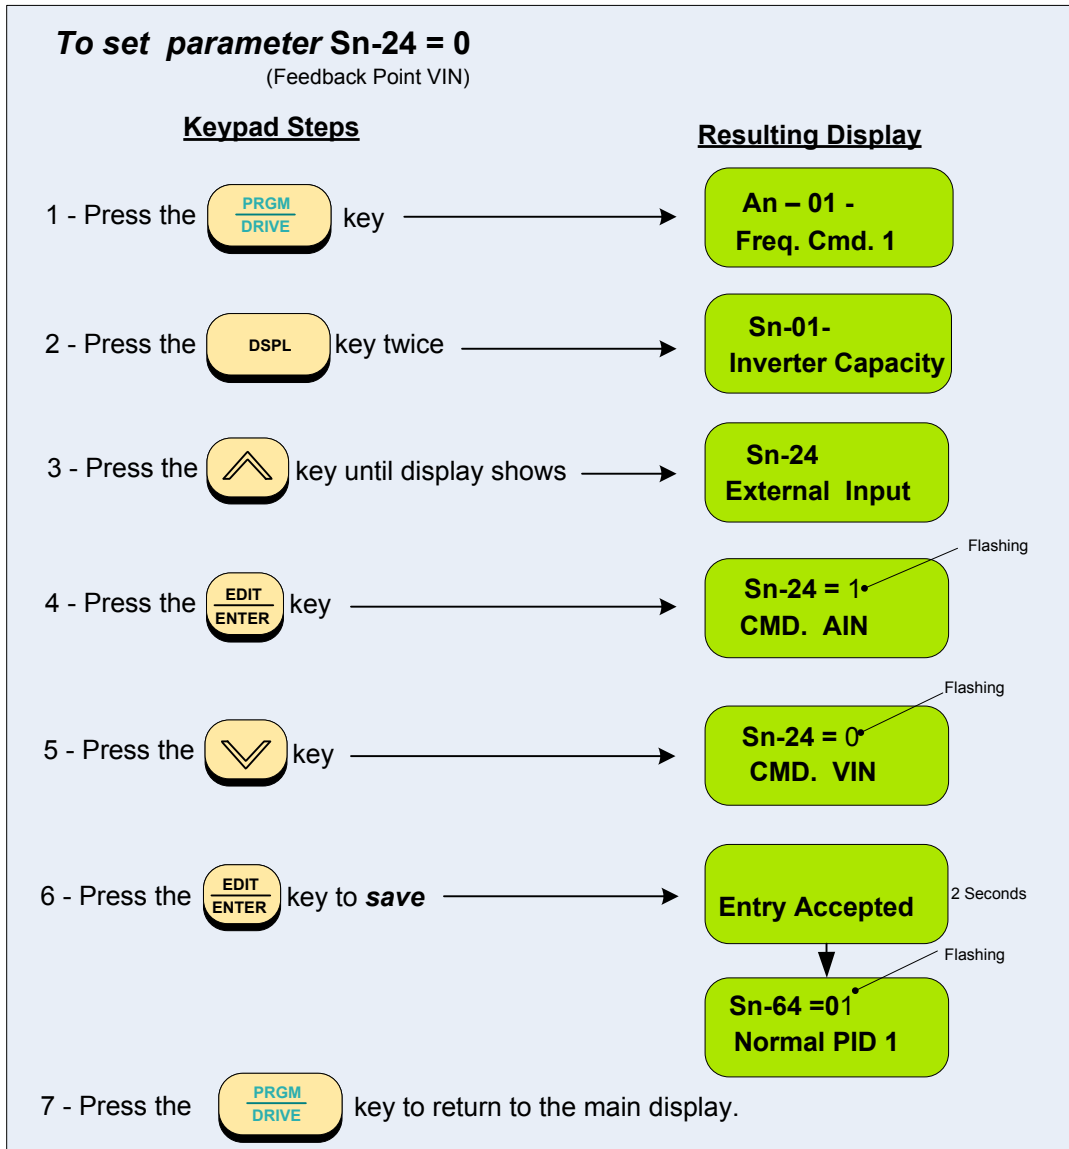 To set parameter Sn-24 = 0
(Feedback Point VIN)
Keypad Steps
Resulting Display
1 - Press the PRGM DRIVE key
An – 01 -
Freq. Cmd. 1
2 - Press the DSPL key twice
Sn-01-
Inverter Capacity
3 - Press the key until display shows
Sn-24
External Input
4 - Press the EDIT ENTER key
Flashing
Sn-24 = 1
CMD. AIN
5 - Press the key
Flashing
Sn-24 = 0
CMD. VIN
6 - Press the EDIT ENTER key to save
Entry Accepted
2 Seconds
Flashing
Sn-64 =01
Normal PID 1
7 - Press the PRGM DRIVE key to return to the main display.